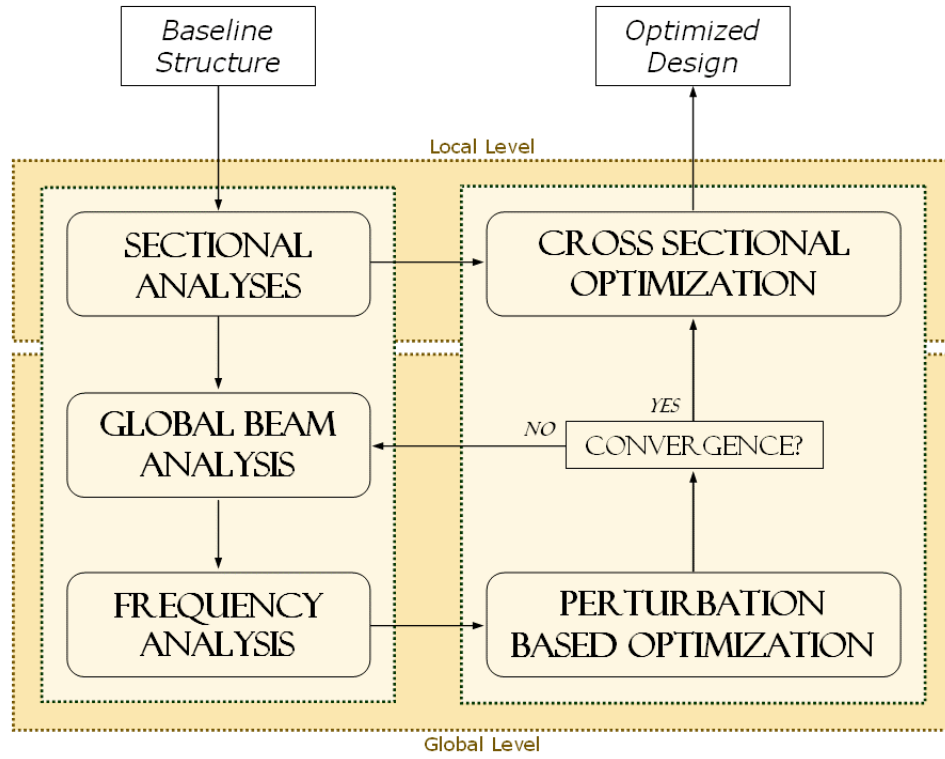 Baseline
Structure
Optimized
Design
Local Level
SECTIONAL
ANALYSES
CROSS SECTIONAL
OPTIMIZATION
GLOBAL BEAM
ANALYSIS
NO
YES
CONVERGENCE?
FREQUENCY
ANALYSIS
PERTURBATION
BASED OPTIMIZATION
Global Level